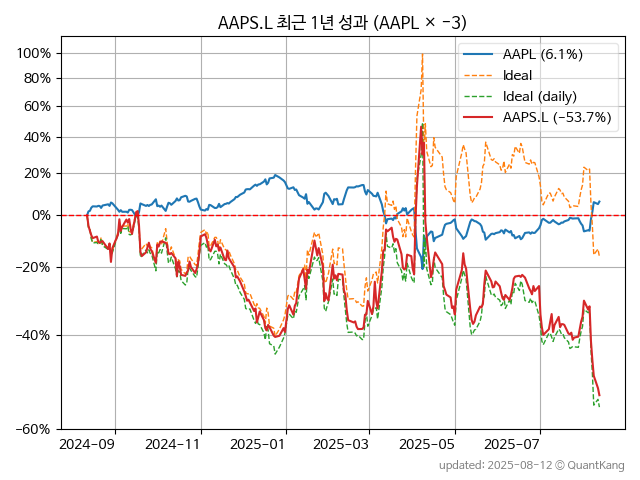 AAPS.L 최근 1년 성과 (AAPL × −3)
100%
80%
60%
40%
20%
0%
−20%
−40%
−60%
AAPL (6.1%)
Ideal
Ideal (daily)
AAPS.L (−53.7%)
2024−09
2024−11
2025−01
2025−03
2025−05
2025−07
updated: 2025-08-12 © QuantKang